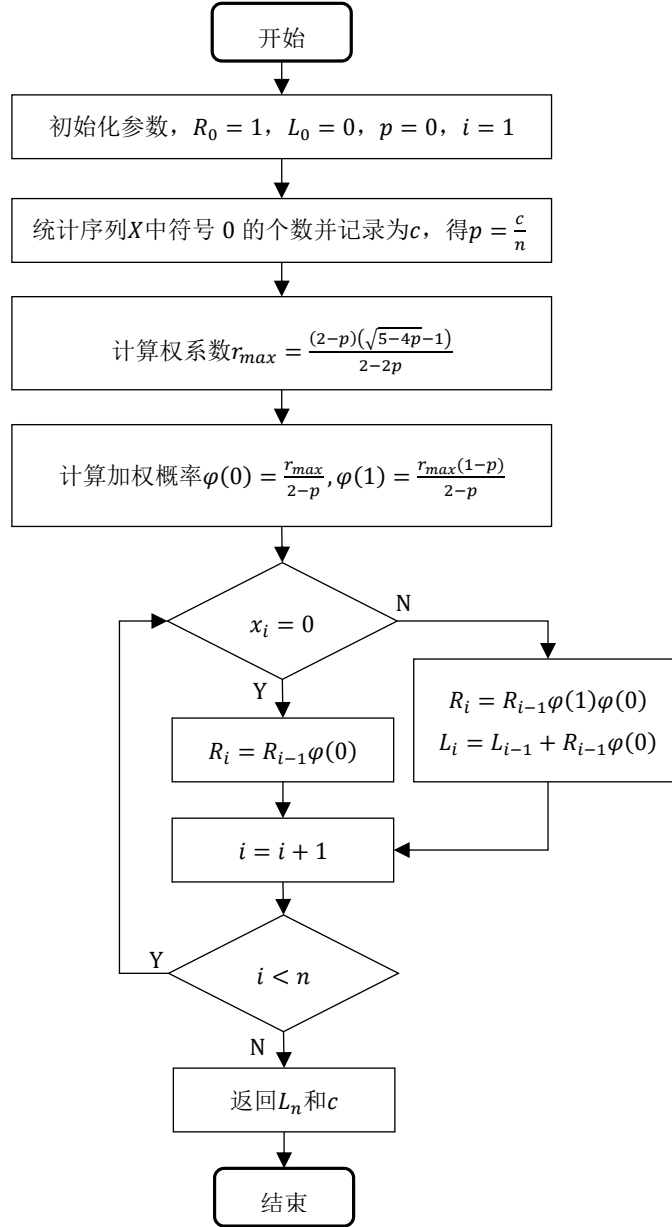 开始
初始化参数，R₀ = 1，L₀ = 0，p = 0，i = 1
统计序列X中符号 0 的个数并记录为c，得p = c/n
计算权系数r_max = (2−p)(√(5−4p)−1)/(2−2p)
计算加权概率φ(0) = r_max/(2−p), φ(1) = r_max(1−p)/(2−p)
x_i = 0
N
Y
R_i = R_{i−1}φ(1)φ(0)
L_i = L_{i−1} + R_{i−1}φ(0)
R_i = R_{i−1}φ(0)
i = i + 1
Y
i < n
N
返回L_n和c
结束